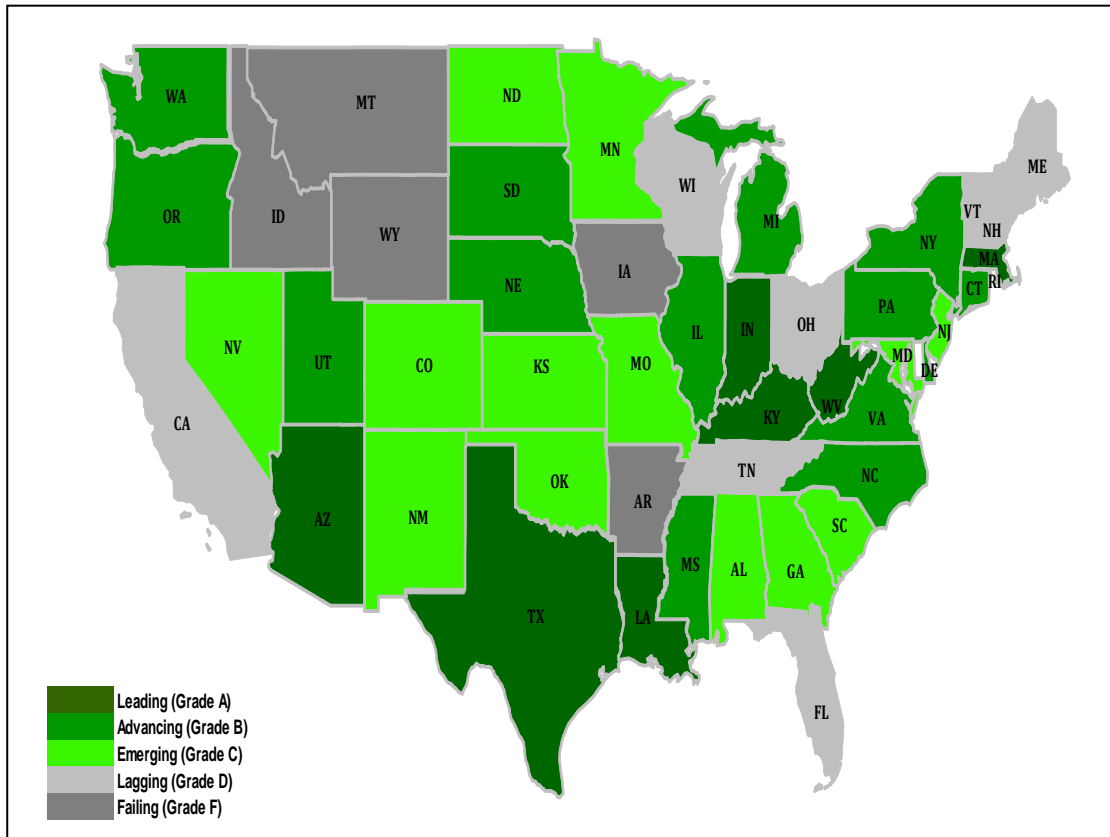 WA
MT
ND
MN
ME
OR
ID
SD
WI
VT
NH
WY
MI
NY
MA
IA
CT
RI
NE
PA
NV
UT
CO
KS
MO
IL
IN
OH
NJ
MD
DE
CA
KY
WV
VA
TN
NC
AZ
NM
OK
AR
SC
MS
AL
GA
TX
LA
FL
Leading (Grade A)
Advancing (Grade B)
Emerging (Grade C)
Lagging (Grade D)
Failing (Grade F)